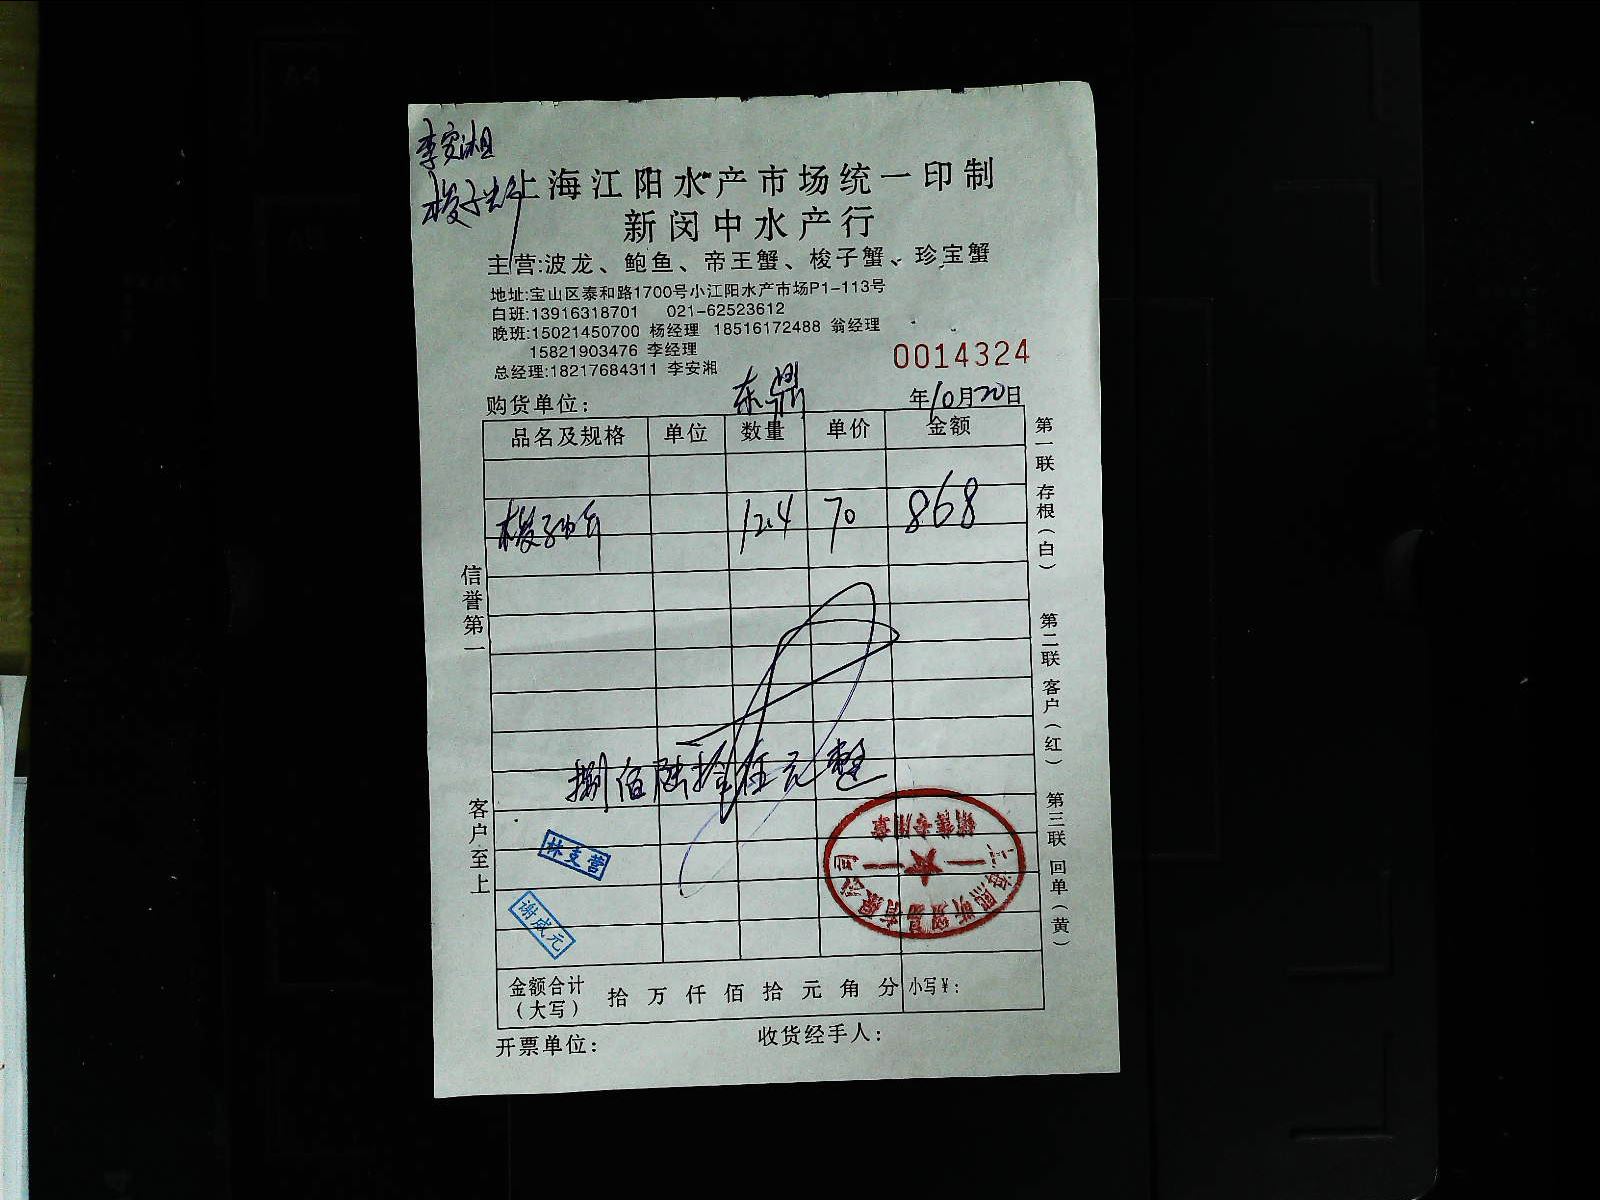 李安湘
梭子蟹
上海江阳水产市场统一印制
新闵中水产行
主营:波龙、鲍鱼、帝王蟹、梭子蟹、珍宝蟹
地址:宝山区泰和路1700号小江阳水产市场P1-113号
白班:13916318701 021-62523612
晚班:15021450700 杨经理 18516172488 翁经理
15821903476 李经理
总经理:18217684311 李安湘
0014324
购货单位: 东鼎 年10月20日
品名及规格 单位 数量 单价 金额
梭子蟹 12.4 70 868
捌佰陆拾 元整
林支营
谢成元
销售专用章
金额合计（大写） 拾 万 仟 佰 拾 元 角 分 小写¥:
开票单位: 收货经手人:
信誉第一
客户至上
第一联 存根（白）
第二联 客户（红）
第三联 回单（黄）